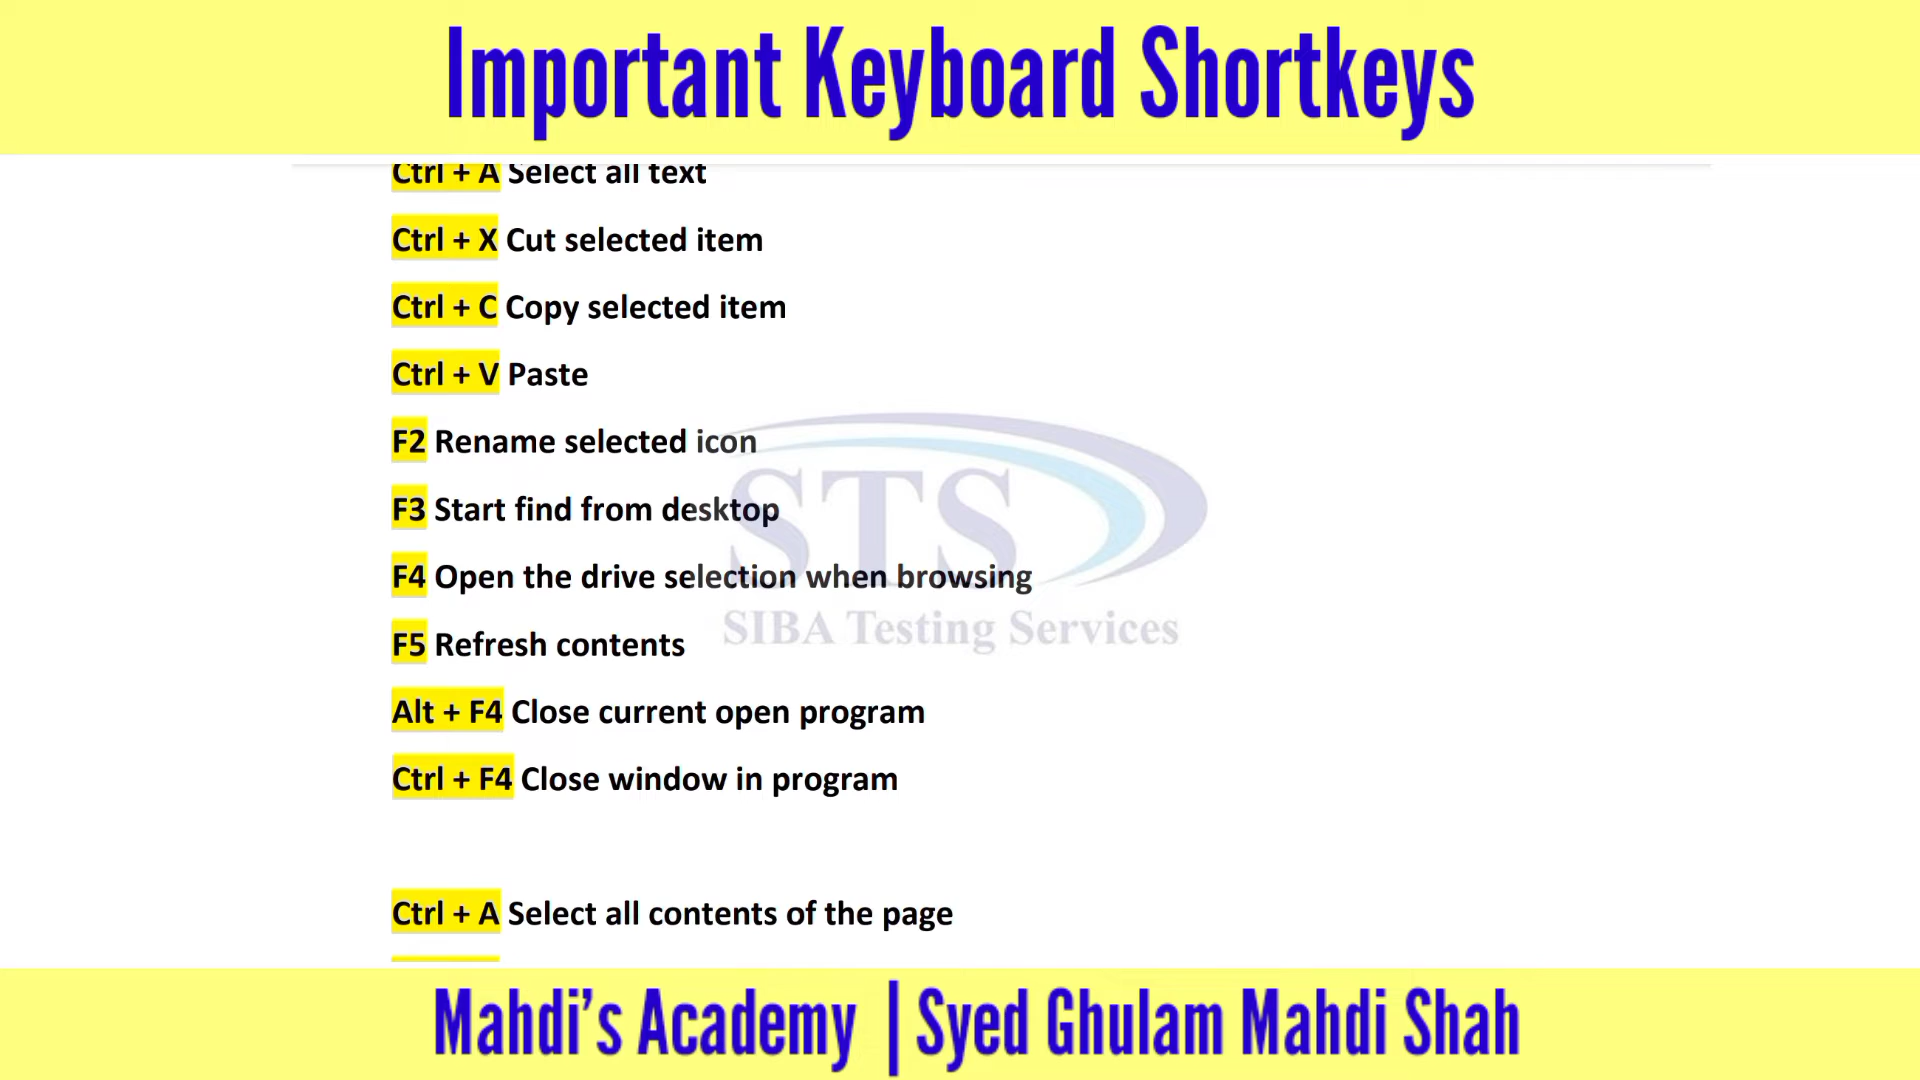 Important Keyboard Shortkeys
Ctrl + A Select all text
Ctrl + X Cut selected item
Ctrl + C Copy selected item
Ctrl + V Paste
F2 Rename selected icon
F3 Start find from desktop
STS
F4 Open the drive selection when browsing
SIBA Testing Services
F5 Refresh contents
Alt + F4 Close current open program
Ctrl + F4 Close window in program
Ctrl + A Select all contents of the page
Mahdi’s Academy | Syed Ghulam Mahdi Shah